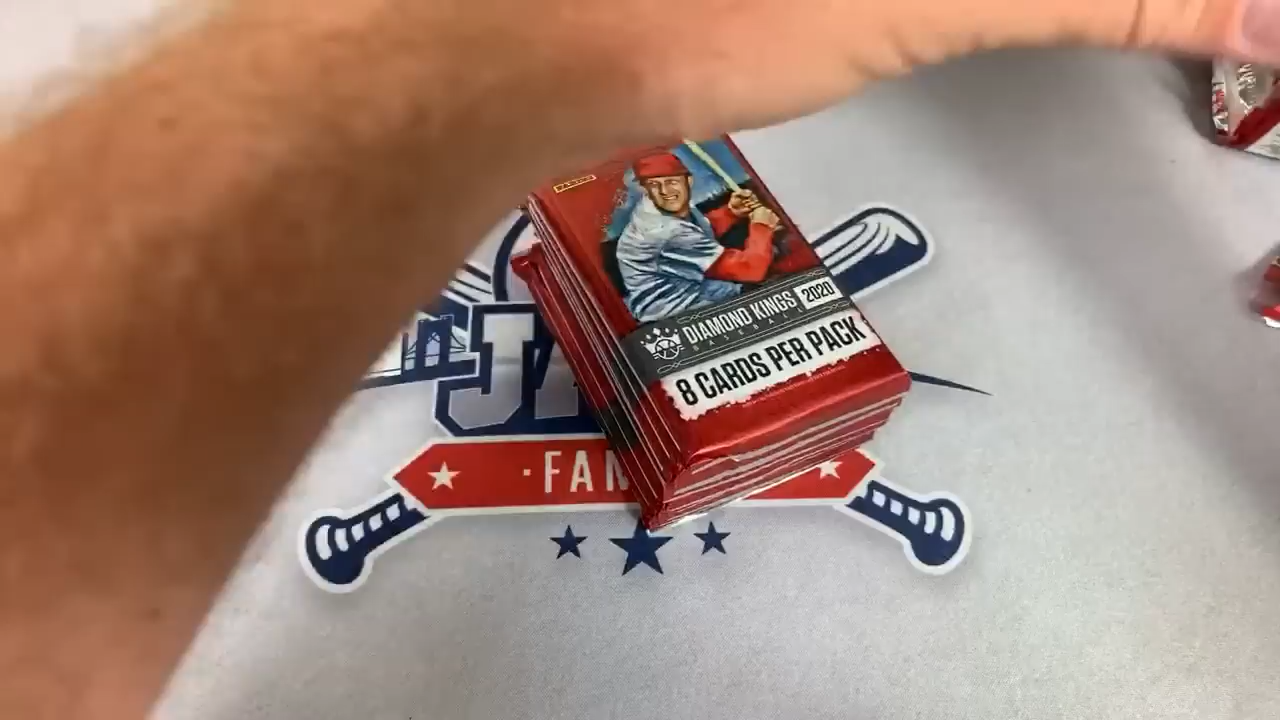 PANINI
DIAMOND KINGS 2020
BASEBALL
8 CARDS PER PACK
·FAN